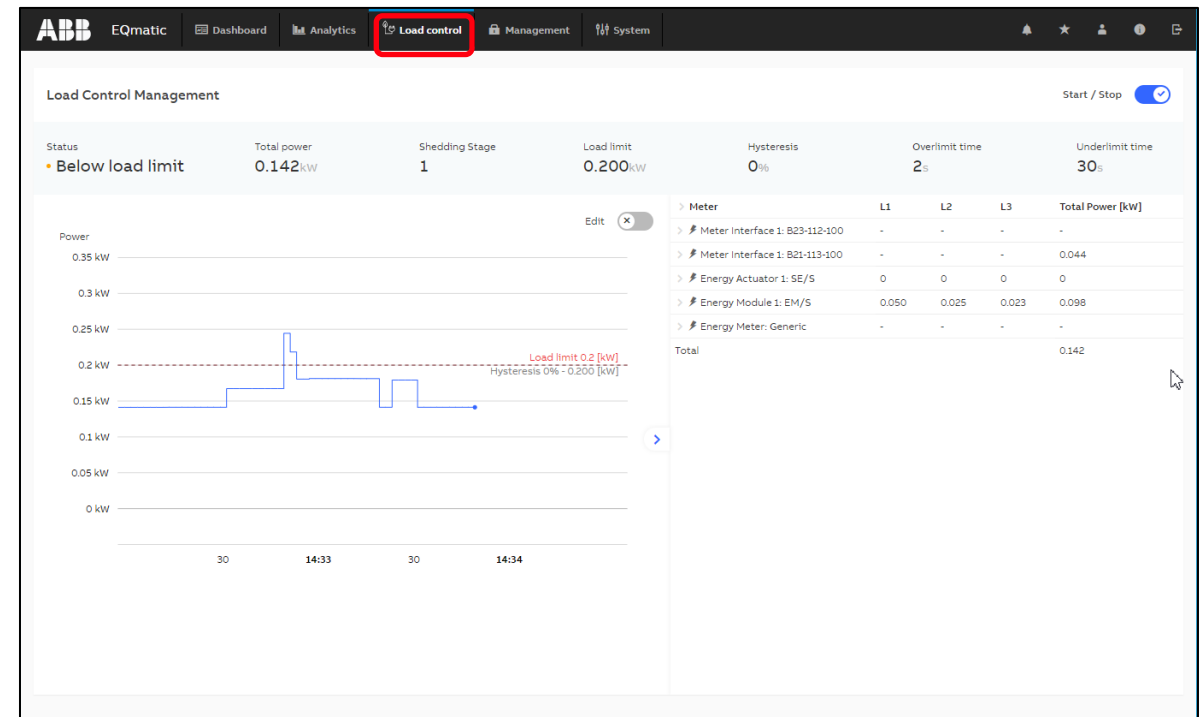 ABB EQmatic Dashboard Analytics Load control Management System
Load Control Management Start / Stop
Status Total power Shedding Stage Load limit Hysteresis Overlimit time Underlimit time
Below load limit 0.142kW 1 0.200kW 0% 2s 30s
Edit
Power
0.35 kW
0.3 kW
0.25 kW
0.2 kW
0.15 kW
0.1 kW
0.05 kW
0 kW
Load limit 0.2 [kW]
Hysteresis 0% - 0.200 [kW]
30 14:33 30 14:34
Meter L1 L2 L3 Total Power [kW]
Meter Interface 1: B23-112-100 - - - -
Meter Interface 1: B21-113-100 - - - 0.044
Energy Actuator 1: SE/S 0 0 0 0
Energy Module 1: EM/S 0.050 0.025 0.023 0.098
Energy Meter: Generic - - - -
Total 0.142